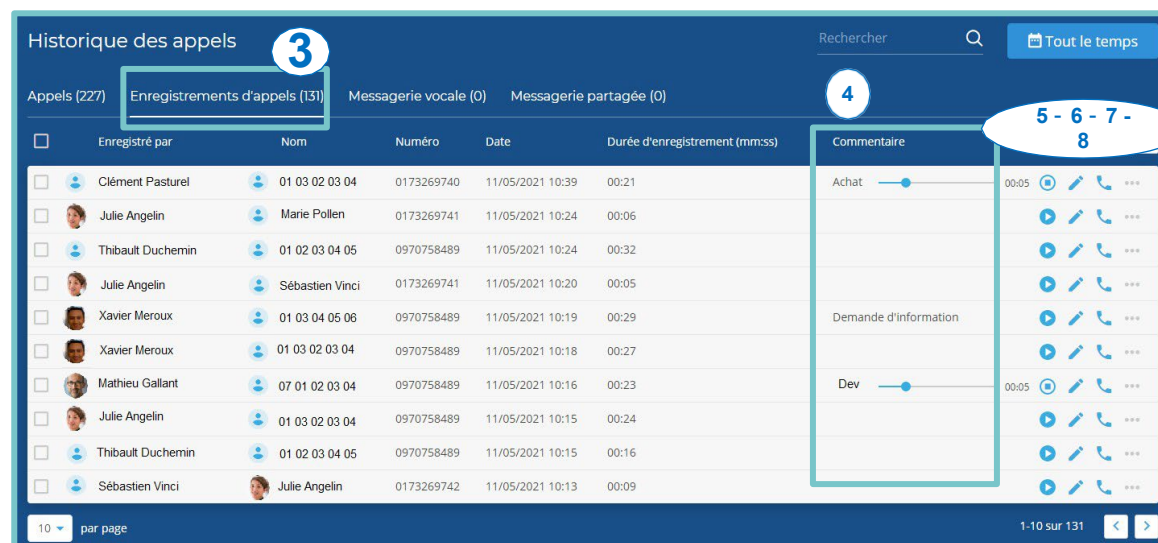 Historique des appels
3
Rechercher
Tout le temps
Appels (227) Enregistrements d'appels (131) Messagerie vocale (0) Messagerie partagée (0)
4
5 - 6 - 7 -
8
Enregistré par Nom Numéro Date Durée d'enregistrement (mm:ss) Commentaire
Clément Pasturel 01 03 02 03 04 0173269740 11/05/2021 10:39 00:21 Achat 00:05
Julie Angelin Marie Pollen 0173269741 11/05/2021 10:24 00:06
Thibault Duchemin 01 02 03 04 05 0970758489 11/05/2021 10:24 00:32
Julie Angelin Sébastien Vinci 0173269741 11/05/2021 10:20 00:05
Xavier Meroux 01 03 04 05 06 0970758489 11/05/2021 10:19 00:29 Demande d'information
Xavier Meroux 01 03 02 03 04 0970758489 11/05/2021 10:18 00:27
Mathieu Gallant 07 01 02 03 04 0970758489 11/05/2021 10:16 00:23 Dev 00:05
Julie Angelin 01 03 02 03 04 0970758489 11/05/2021 10:15 00:24
Thibault Duchemin 01 02 03 04 05 0970758489 11/05/2021 10:15 00:16
Sébastien Vinci Julie Angelin 0173269742 11/05/2021 10:13 00:09
10 par page 1-10 sur 131